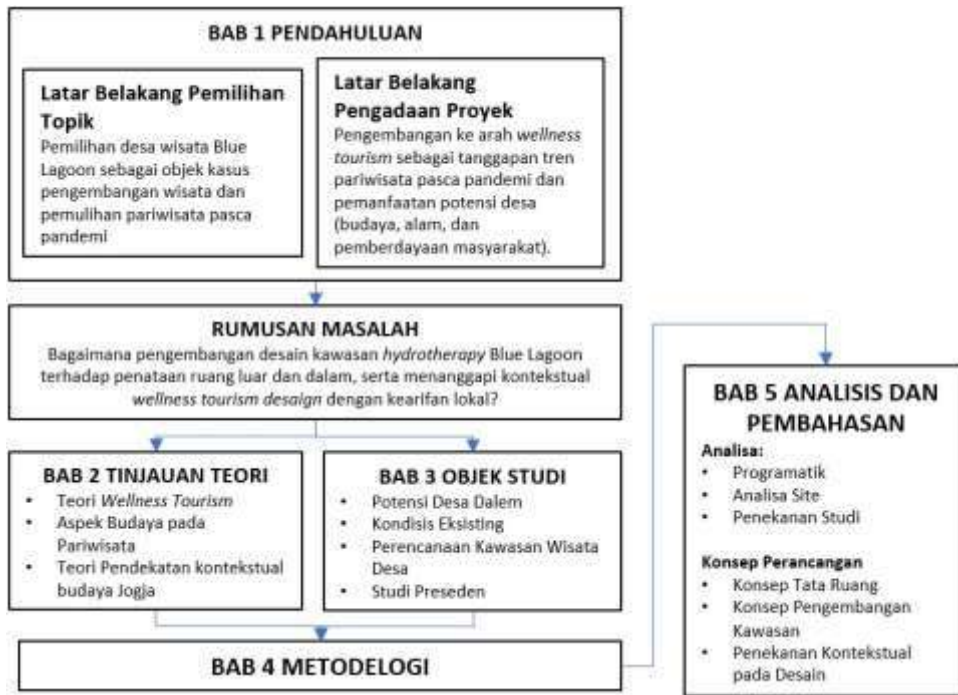 BAB 1 PENDAHULUAN
Latar Belakang Pemilihan
Topik
Pemilihan desa wisata Blue
Lagoon sebagai objek kasus
pengembangan wisata dan
pemulihan pariwisata pasca
pandemi
Latar Belakang
Pengadaan Proyek
Pengembangan ke arah wellness
tourism sebagai tanggapan tren
pariwisata pasca pandemi dan
pemanfaatan potensi desa
(budaya, alam, dan
pemberdayaan masyarakat).
RUMUSAN MASALAH
Bagaimana pengembangan desain kawasan hydrotherapy Blue Lagoon
terhadap penataan ruang luar dan dalam, serta menanggapi kontekstual
wellness tourism desaign dengan kearifan lokal?
BAB 2 TINJAUAN TEORI
• Teori Wellness Tourism
• Aspek Budaya pada
Pariwisata
• Teori Pendekatan kontekstual
budaya Jogja
BAB 3 OBJEK STUDI
• Potensi Desa Dalem
• Kondisis Eksisting
• Perencanaan Kawasan Wisata
Desa
• Studi Preseden
BAB 4 METODELOGI
BAB 5 ANALISIS DAN
PEMBAHASAN
Analisa:
• Programatik
• Analisa Site
• Penekanan Studi
Konsep Perancangan
• Konsep Tata Ruang
• Konsep Pengembangan
Kawasan
• Penekanan Kontekstual
pada Desain